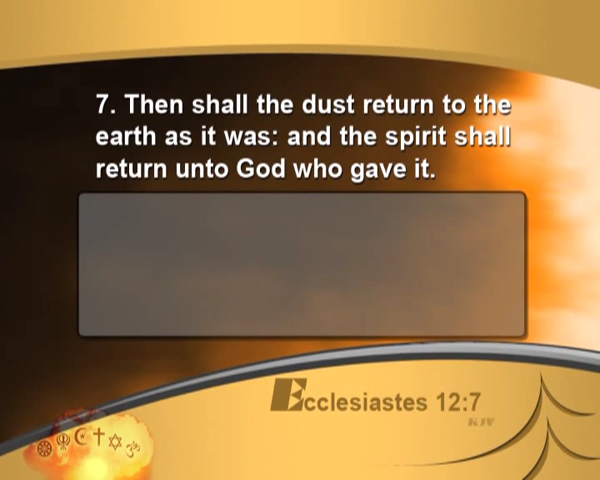 7. Then shall the dust return to the
earth as it was: and the spirit shall
return unto God who gave it.
Ecclesiastes 12:7
KJV